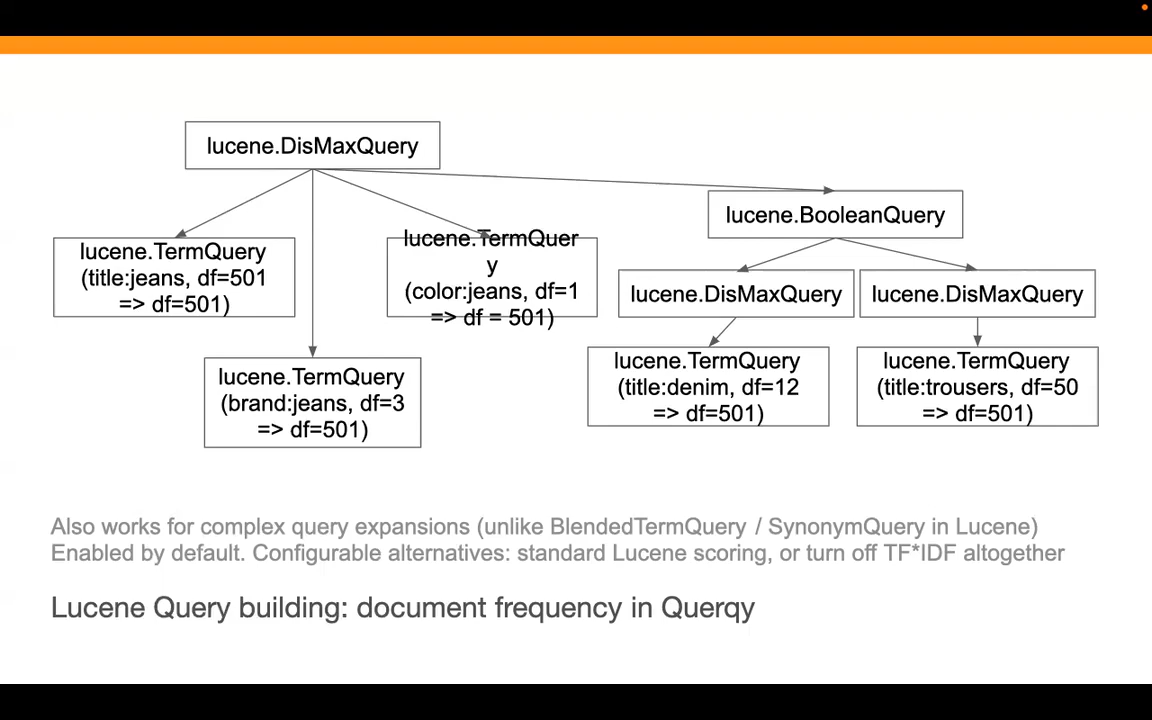 lucene.DisMaxQuery
lucene.BooleanQuery
lucene.TermQuery
(title:jeans, df=501
=> df=501)
lucene.TermQuer
y
(color:jeans, df=1
=> df = 501)
lucene.DisMaxQuery
lucene.DisMaxQuery
lucene.TermQuery
(brand:jeans, df=3
=> df=501)
lucene.TermQuery
(title:denim, df=12
=> df=501)
lucene.TermQuery
(title:trousers, df=50
=> df=501)
Also works for complex query expansions (unlike BlendedTermQuery / SynonymQuery in Lucene)
Enabled by default. Configurable alternatives: standard Lucene scoring, or turn off TF*IDF altogether
Lucene Query building: document frequency in Querqy